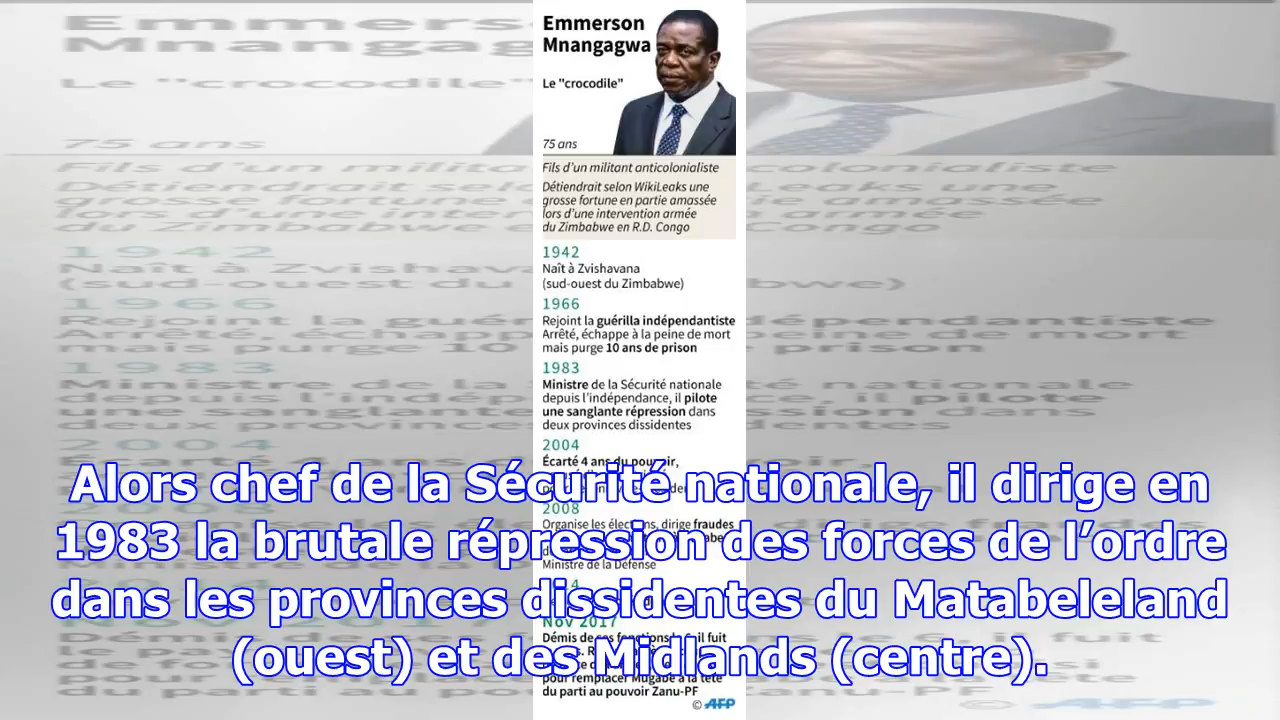 Emmerson
Mnangagwa
Le "crocodile"
75 ans
Fils d'un militant anticolonialiste
Détiendrait selon WikiLeaks une
grosse fortune en partie amassée
lors d'une intervention armée
du Zimbabwe en R.D. Congo
1942
Naît à Zvishavana
(sud-ouest du Zimbabwe)
1966
Rejoint la guérilla indépendantiste
Arrêté, échappe à la peine de mort
mais purge 10 ans de prison
1983
Ministre de la Sécurité nationale
depuis l'indépendance, il pilote
une sanglante répression dans
deux provinces dissidentes
2004
Écarté 4 ans du pouvoir,
2008
Organise les élections, dirige fraudes
Ministre de la Défense
Nov 2017
Démis de ses fonctions le 6, il fuit
pour remplacer Mugabe à la tête
du parti au pouvoir Zanu-PF
© AFP
Alors chef de la Sécurité nationale, il dirige en
1983 la brutale répression des forces de l’ordre
dans les provinces dissidentes du Matabeleland
(ouest) et des Midlands (centre).